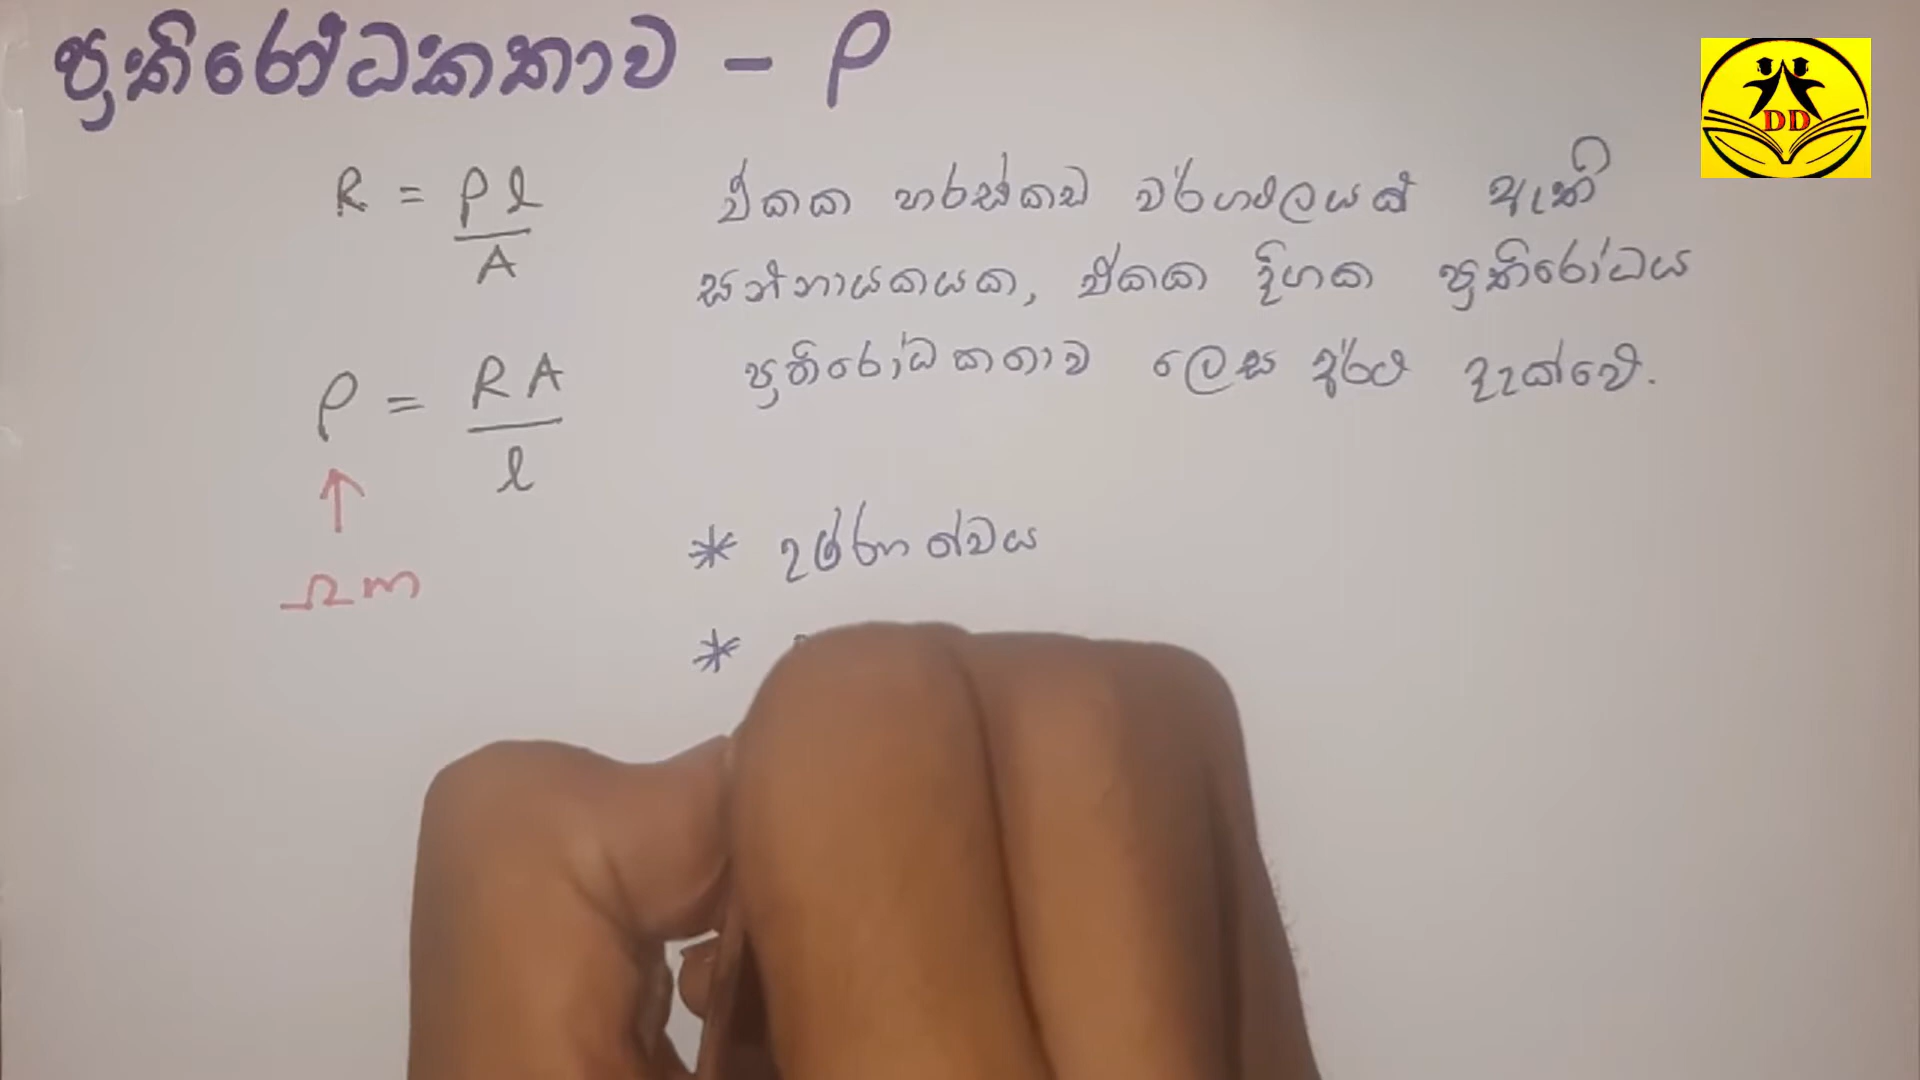 ප්‍රතිරෝධකතාව - ρ
R = ρl
A
ඒකක හරස්කඩ වර්ගඵලයක් ඇති
සන්නායකයක, ඒකක දිගක ප්‍රතිරෝධය
ප්‍රතිරෝධකතාව ලෙස අර්ථ දැක්වේ.
ρ = RA
l
↑
Ωm
* උෂ්ණත්වය
*
DD